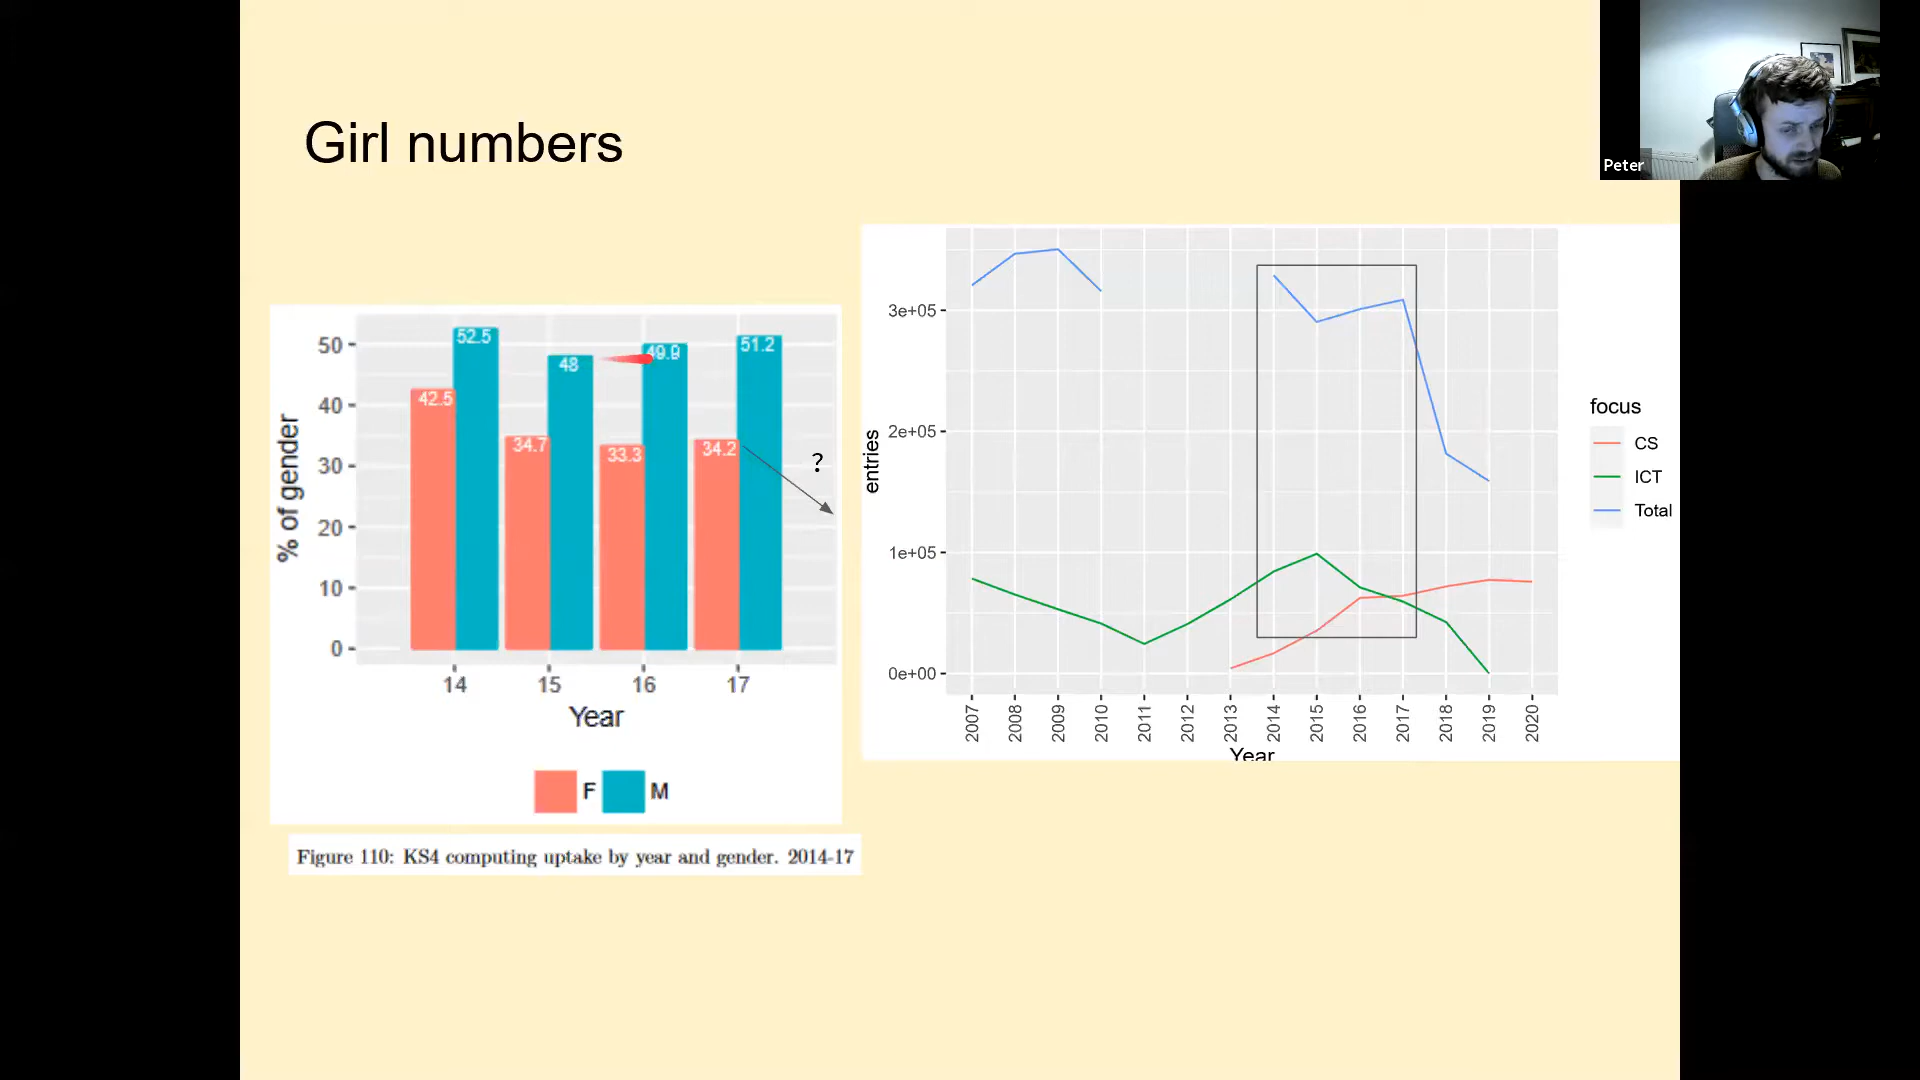 Girl numbers
Peter
% of gender
50
40
30
20
10
0
42.5
52.5
34.7
48
33.3
49.9
34.2
51.2
?
14
15
16
17
Year
F
M
Figure 110: KS4 computing uptake by year and gender. 2014-17
entries
3e+05
2e+05
1e+05
0e+00
2007
2008
2009
2010
2011
2012
2013
2014
2015
2016
2017
2018
2019
2020
Year
focus
CS
ICT
Total